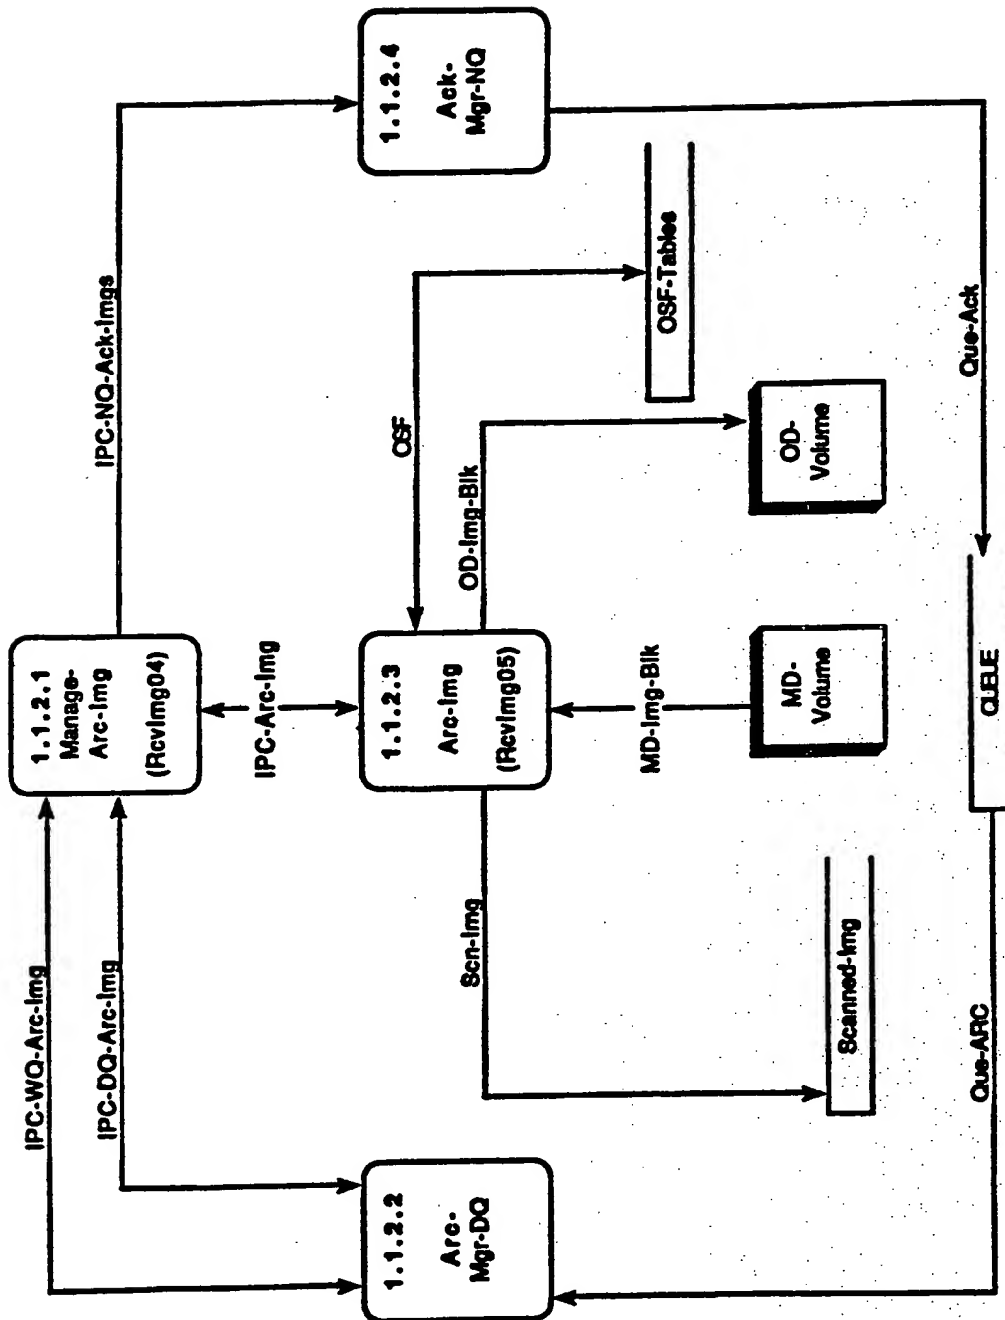 IPC-WQ-Arc-Img
IPC-DQ-Arc-Img
1.1.2.1
Manage-
Arc-Img
(RcvImg04)
IPC-NQ-Ack-Imgs
IPC-Arc-Img
1.1.2.2
Arc-
Mgr-DQ
1.1.2.3
Arc-Img
(RcvImg05)
OSF
1.1.2.4
Ack-
Mgr-NQ
Scn-Img
OD-Img-Blk
MD-Img-Blk
OSF-Tables
Scanned-Img
MD-
Volume
OD-
Volume
Que-ARC
QUEUE
Que-Ack